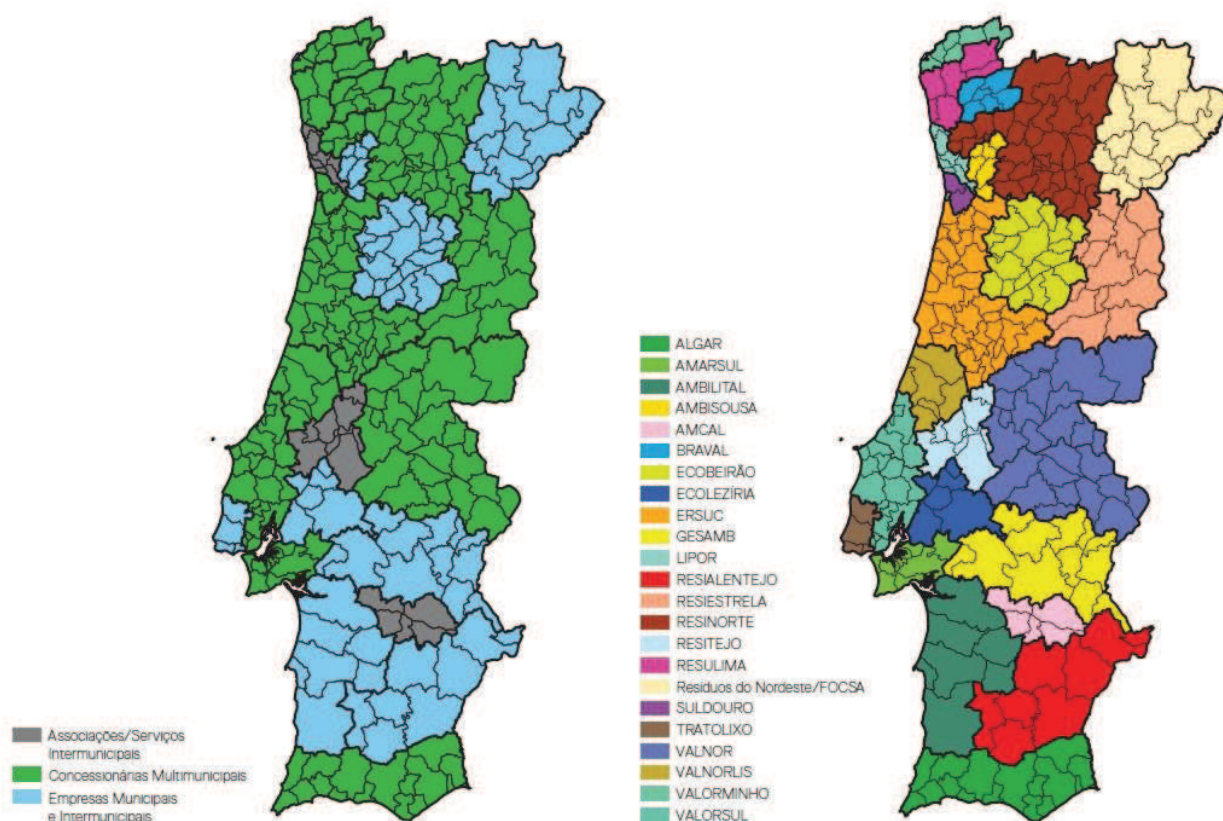 Associações/Serviços
Intermunicipais
Concessionárias Multimunicipais
Empresas Municipais
e Intermunicipais
ALGAR
AMARSUL
AMBILITAL
AMBISOUSA
AMCAL
BRAVAL
ECOBEIRÃO
ECOLEZÍRIA
ERSUC
GESAMB
LIPOR
RESIALENTEJO
RESIESTRELA
RESINORTE
RESITEJO
RESULIMA
Resíduos do Nordeste/FOCSA
SULDOURO
TRATOLIXO
VALNOR
VALNORLIS
VALORMINHO
VALORSUL